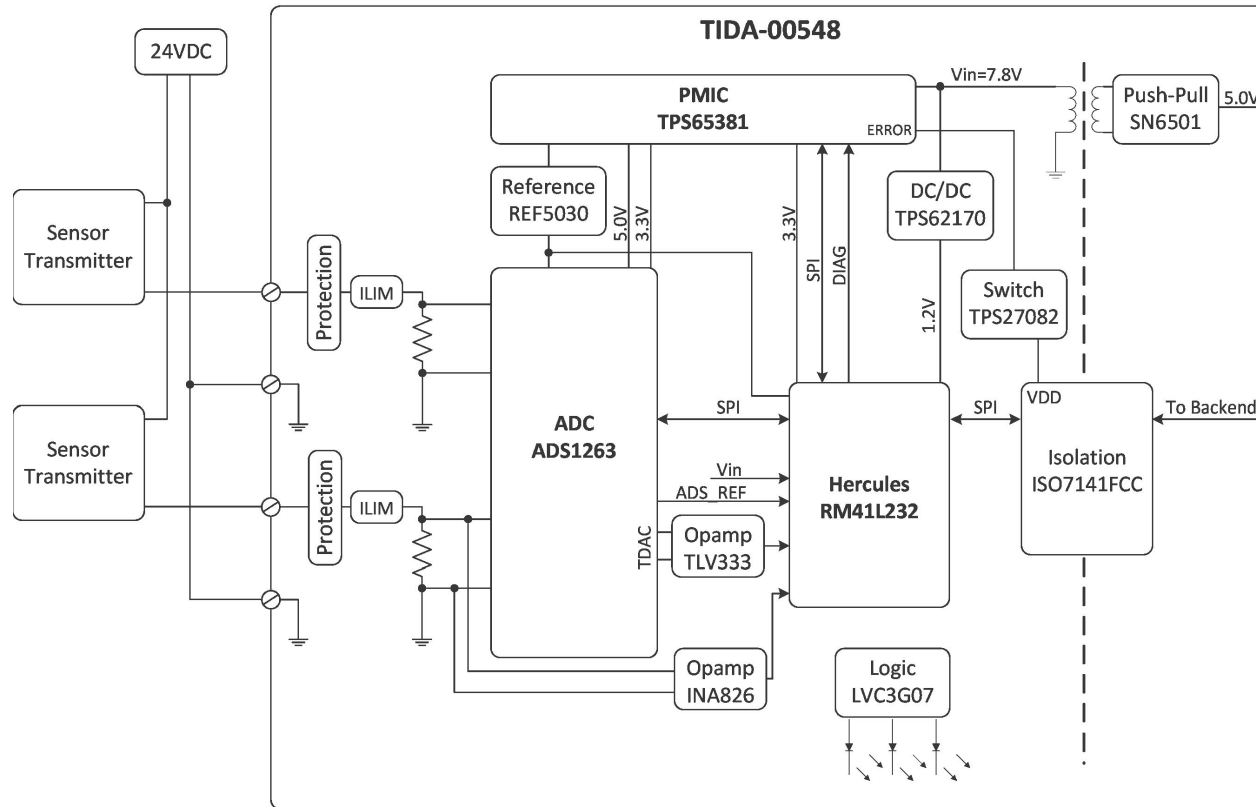 TIDA-00548
24VDC
Vin=7.8V
PMIC
TPS65381
ERROR
Push-Pull
SN6501
5.0V
Reference
REF5030
5.0V
3.3V
3.3V
SPI
DIAG
DC/DC
TPS62170
1.2V
Sensor
Transmitter
Protection
ILIM
Switch
TPS27082
VDD
SPI
SPI
To Backend
ADC
ADS1263
Sensor
Transmitter
Isolation
ISO7141FCC
Vin
ADS_REF
Hercules
RM41L232
Protection
ILIM
TDAC
Opamp
TLV333
Opamp
INA826
Logic
LVC3G07